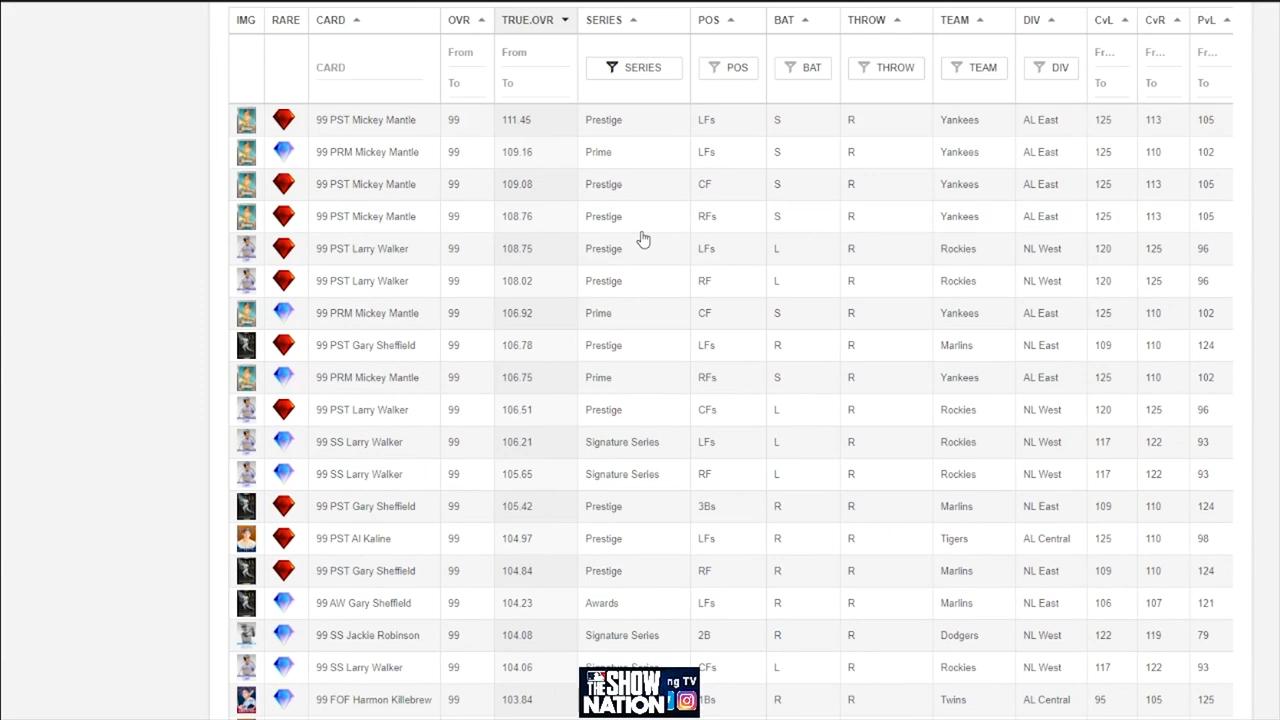 IMG RARE CARD OVR TRUE.OVR SERIES POS BAT THROW TEAM DIV CvL CvR PvL
From From Fr... Fr... Fr...
CARD SERIES POS BAT THROW TEAM DIV
To To To To To
99 PST Mickey Mantle 99 111.45 Prestige LFs S R Yankees AL East 125 113 105
99 PRM Mickey Mantle 99 109.16 Prime LFs S R Yankees AL East 125 110 102
99 PST Mickey Mantle 99 109.08 Prestige CF S R Yankees AL East 125 113 105
99 PST Mickey Mantle 99 108.76 Prestige RFs S R Yankees AL East 125 113 105
99 PST Larry Walker 99 Prestige LFs L R Rockies NL West 120 125 96
99 PST Larry Walker 99 Prestige RF L R Rockies NL West 120 125 96
99 PRM Mickey Mantle 99 106.92 Prime CF S R Yankees AL East 125 110 102
99 PST Gary Sheffield 99 106.78 Prestige LFs R R Marlins NL East 109 110 124
99 PRM Mickey Mantle 99 106.75 Prime RFs S R Yankees AL East 125 110 102
99 PST Larry Walker 99 Prestige CFs L R Rockies NL West 120 125 96
99 SS Larry Walker 99 106.21 Signature Series LFs L R Rockies NL West 117 122 93
99 SS Larry Walker 99 Signature Series RF L R Rockies NL West 117 122 93
99 PST Gary Sheffield 99 105.42 Prestige 3Bs R R Marlins NL East 109 110 124
99 PST Al Kaline 99 104.97 Prestige LFs R R Tigers AL Central 125 110 98
99 PST Gary Sheffield 99 104.84 Prestige RF R R Marlins NL East 109 110 124
99 AW Gary Sheffield 99 104.23 Awards LFs R R Marlins NL East 107 121
99 SS Jackie Robinson 99 104.08 Signature Series 2B R R Dodgers NL West 119 79
99 SS Larry Walker 99 104.06 Signature Series CFs L R Rockies NL West 117 122 93
Harmon Killebrew 99 R R Twins AL Central 125 105 125
THE SHOW NATION
ng TV